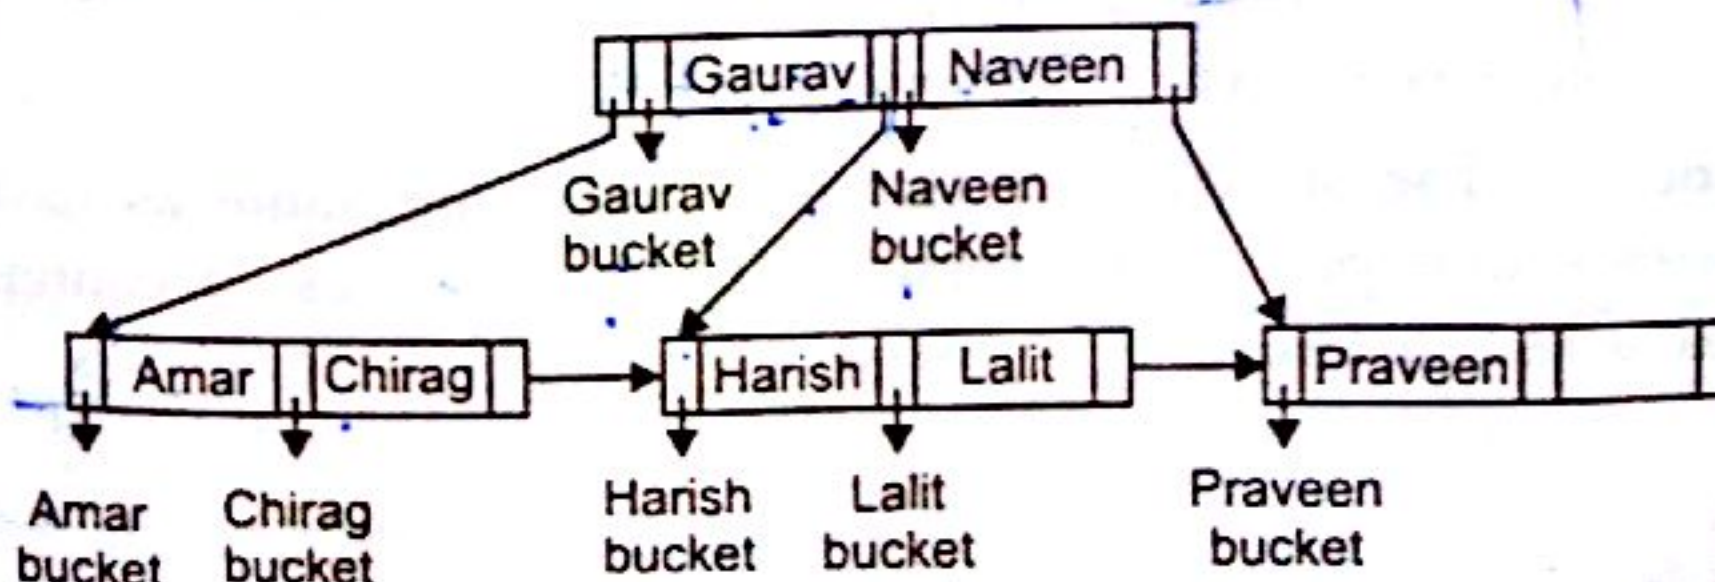 Gaurav Naveen
Gaurav
bucket
Naveen
bucket
Amar Chirag Harish Lalit Praveen
Amar
bucket
Chirag
bucket
Harish
bucket
Lalit
bucket
Praveen
bucket